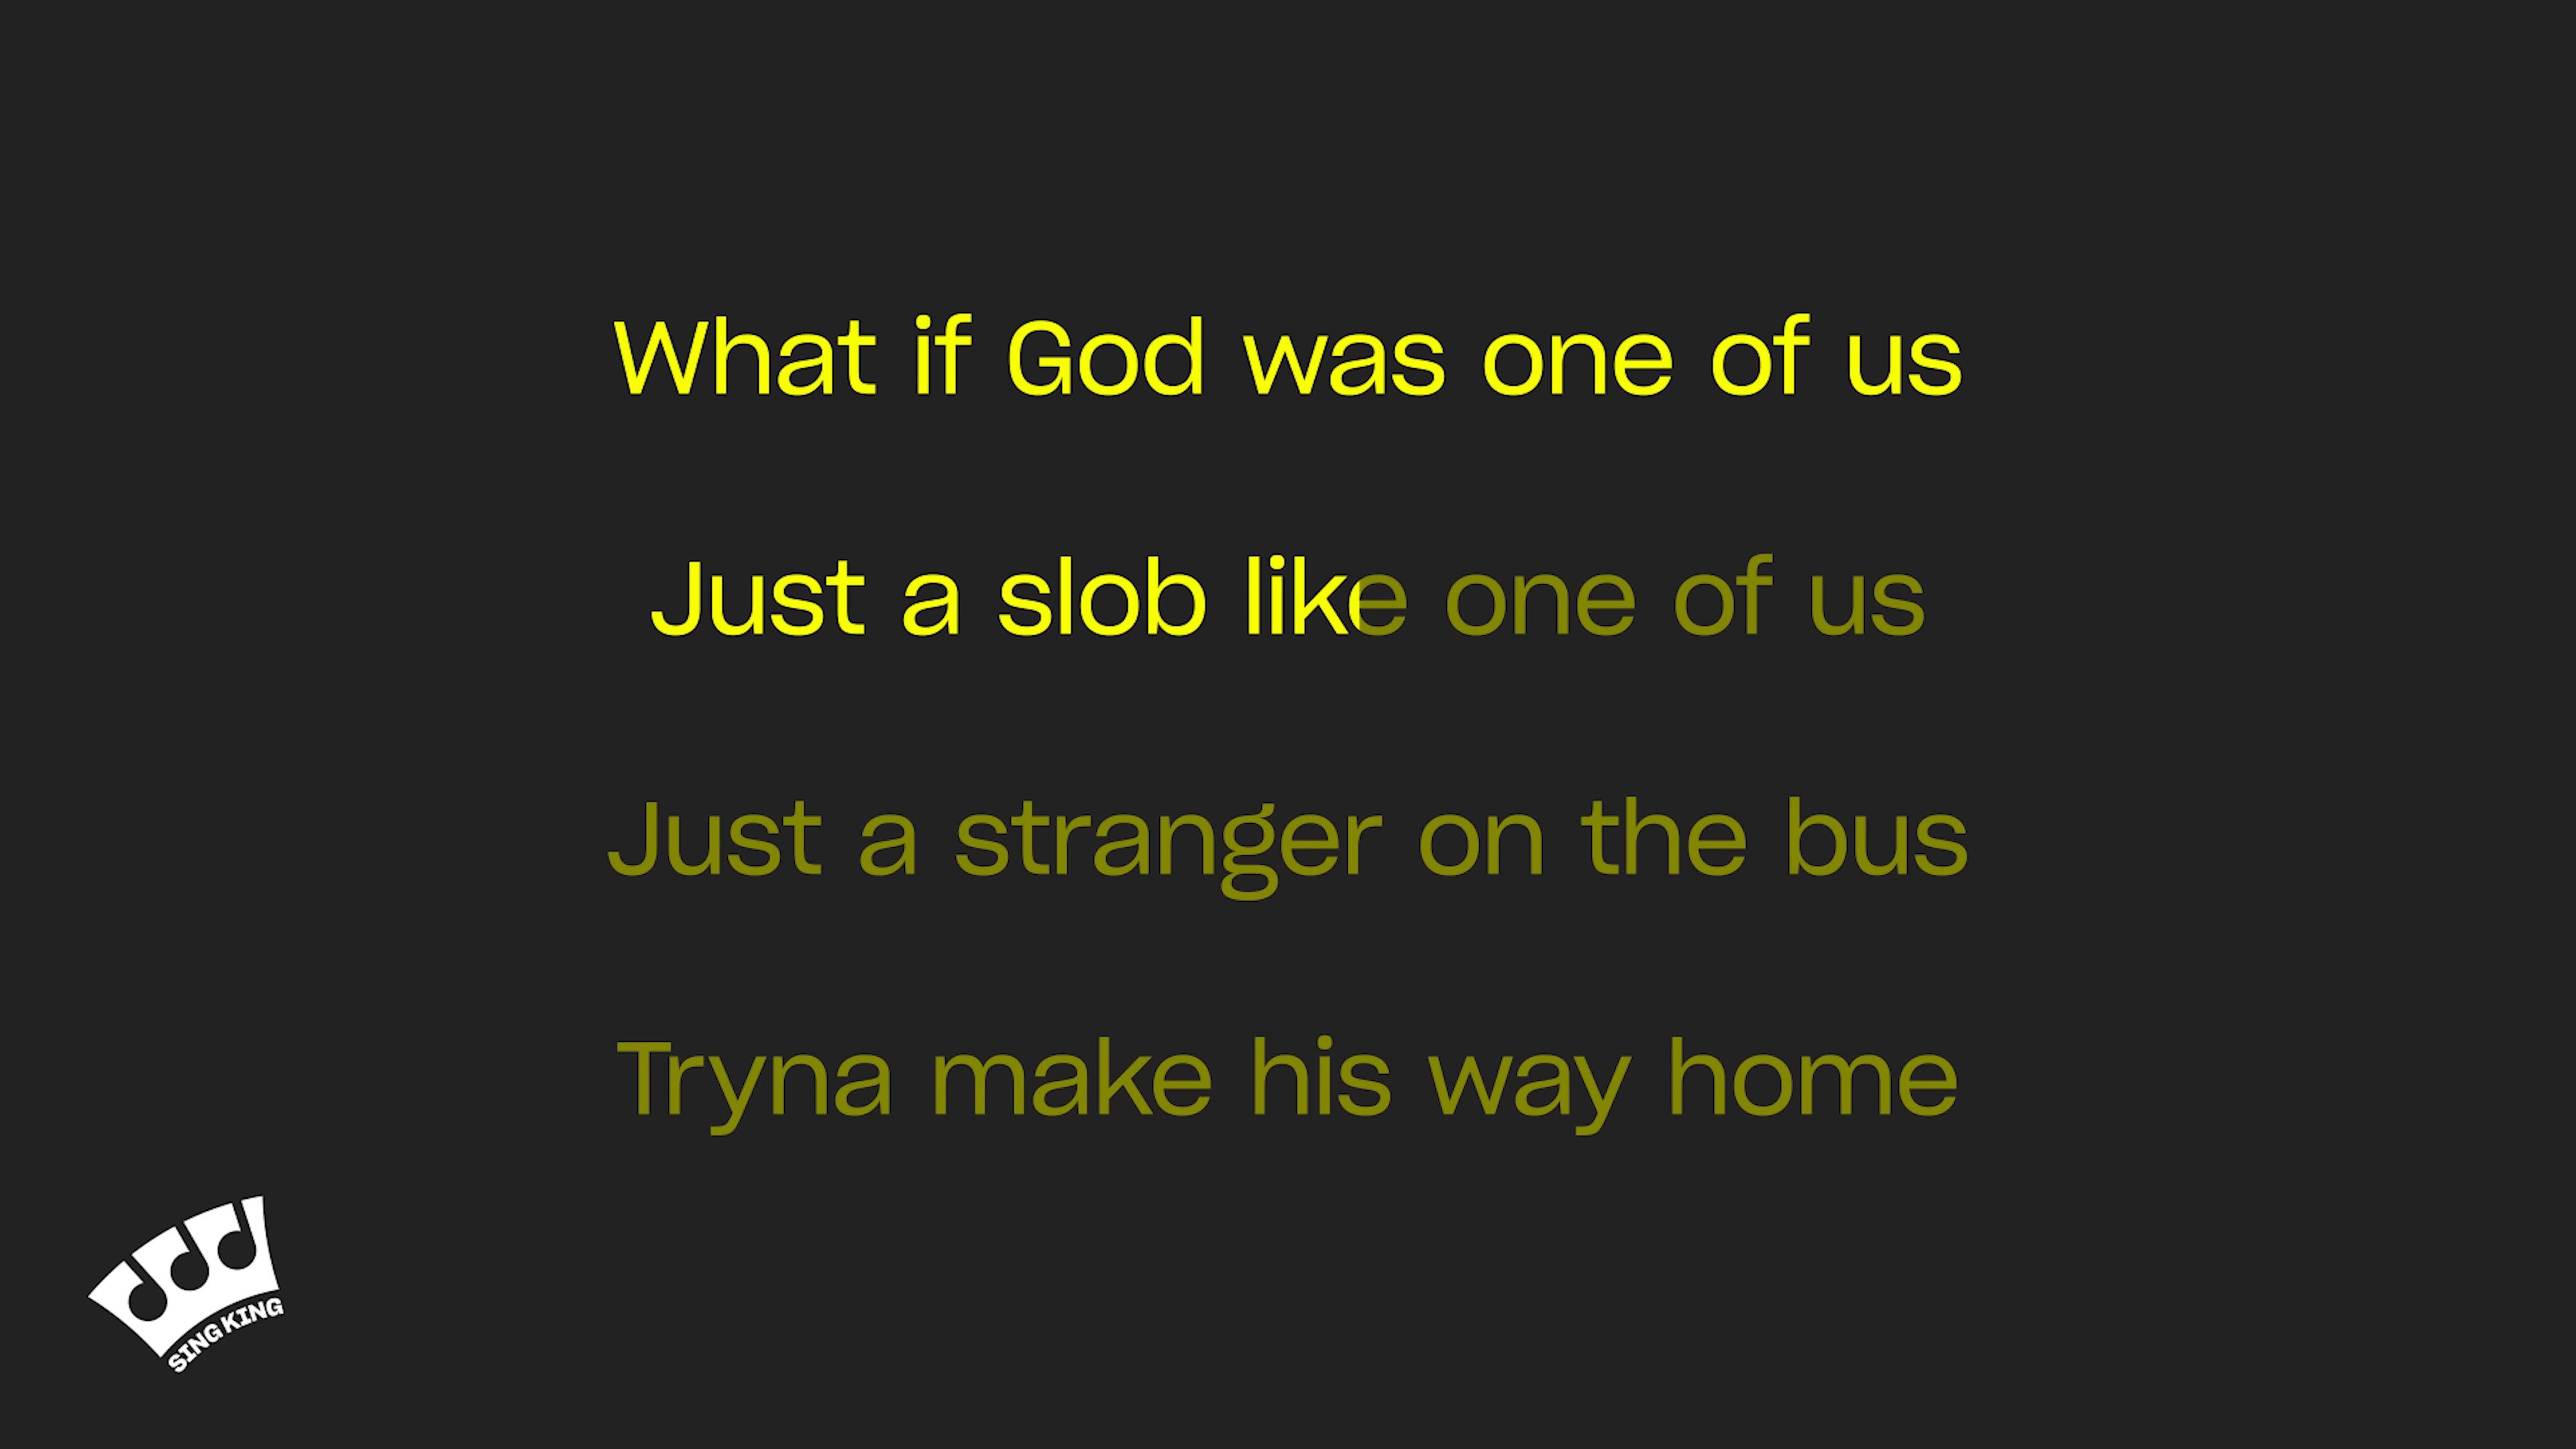 What if God was one of us
Just a slob like one of us
Just a stranger on the bus
Tryna make his way home
SING KING